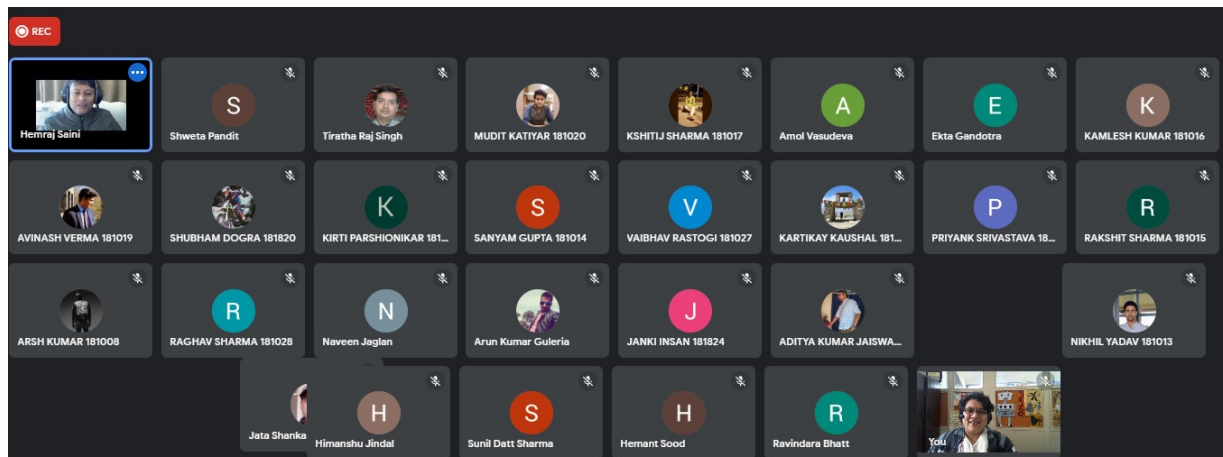 REC
Hemraj Saini
S
Shweta Pandit
Tiratha Raj Singh
MUDIT KATIYAR 181020
KSHITIJ SHARMA 181017
A
Amol Vasudeva
E
Ekta Gandotra
K
KAMLESH KUMAR 181016
AVINASH VERMA 181019
SHUBHAM DOGRA 181820
K
KIRTI PARSHIONIKAR 181...
S
SANYAM GUPTA 181014
V
VAIBHAV RASTOGI 181027
KARTIKAY KAUSHAL 181...
P
PRIYANK SRIVASTAVA 18...
R
RAKSHIT SHARMA 181015
ARSH KUMAR 181008
R
RAGHAV SHARMA 181028
N
Naveen Jaglan
Arun Kumar Guleria
J
JANKI INSAN 181824
ADITYA KUMAR JAISWA...
NIKHIL YADAV 181013
Jata Shanka
H
Himanshu Jindal
S
Sunil Datt Sharma
H
Hemant Sood
R
Ravindara Bhatt
You